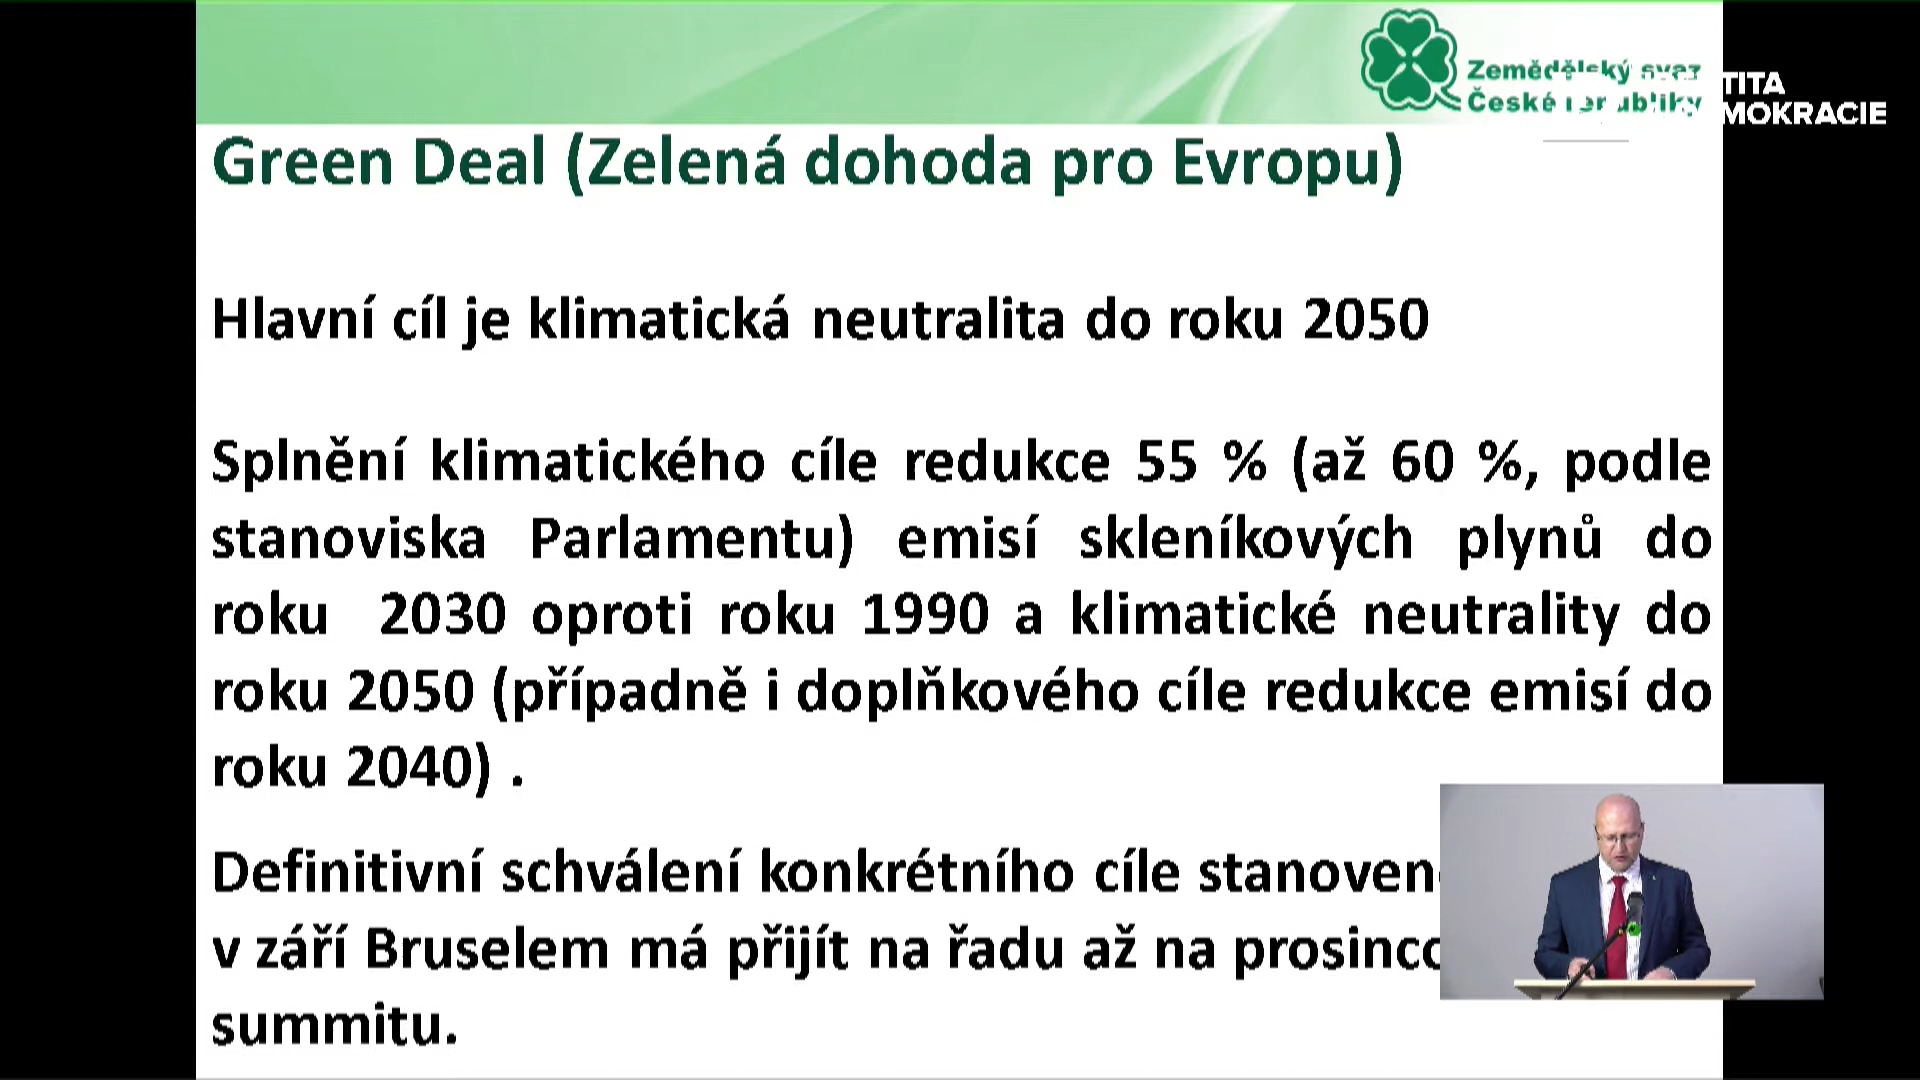 Zemědělský svaz
České republiky
TITA
MOKRACIE
Green Deal (Zelená dohoda pro Evropu)
Hlavní cíl je klimatická neutralita do roku 2050
Splnění klimatického cíle redukce 55 % (až 60 %, podle
stanoviska Parlamentu) emisí skleníkových plynů do
roku 2030 oproti roku 1990 a klimatické neutrality do
roku 2050 (případně i doplňkového cíle redukce emisí do
roku 2040) .
Definitivní schválení konkrétního cíle
v září Bruselem má přijít na řadu až na
summitu.